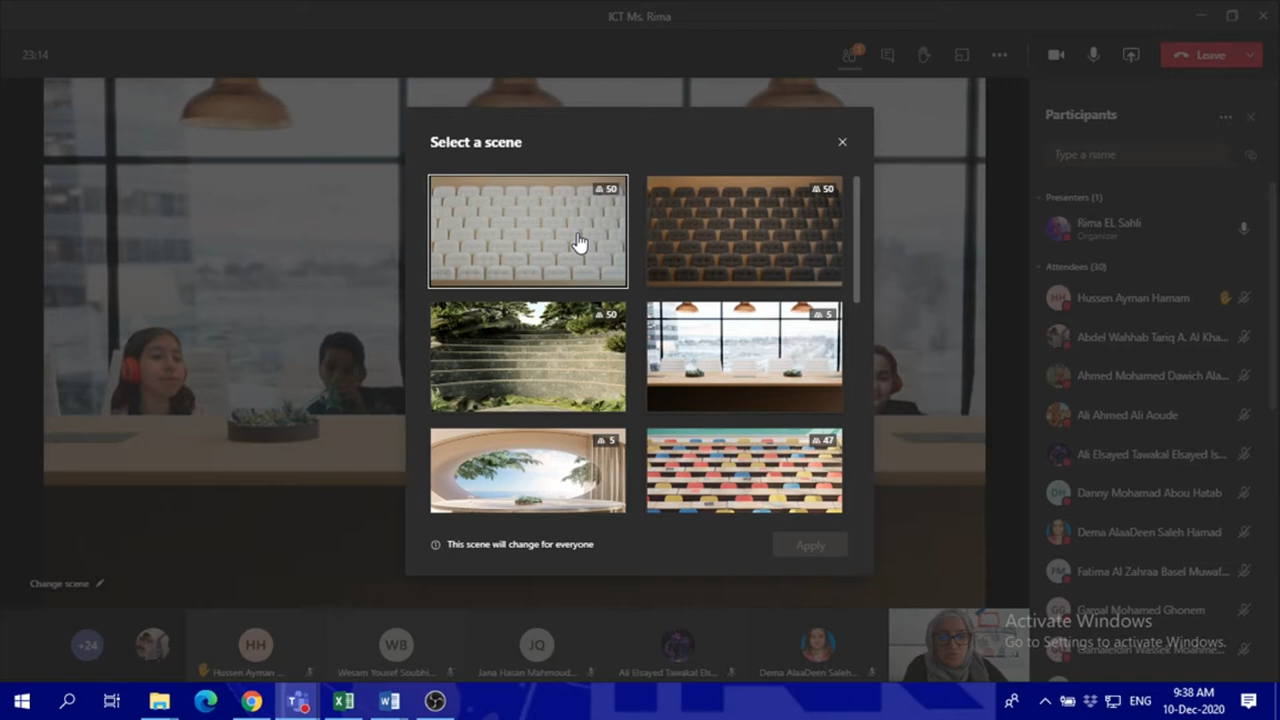 ICT Ms. Rima
23:14
1
Leave
Select a scene
50
50
50
5
5
47
This scene will change for everyone
Apply
Change scene
Participants
Type a name
Presenters (1)
Rima EL Sahli
Organizer
Attendees (30)
HH Hussen Ayman Hamam
Abdel Wahhab Tariq A. Al Kha...
Ahmed Mohamed Dawich Ala...
Ali Ahmed Ali Aoude
Ali Elsayed Tawakal Elsayed Is...
DH Danny Mohamad Abou Hatab
Dema AlaaDeen Saleh Hamad
FM Fatima Al Zahraa Basel Muwaf...
GG Gamal Mohamed Ghonem
+24
HH
WB
JQ
Hussen Ayman ...
Wesam Yousef Soubhi...
Jana Hasan Mahmoud...
Ali Elsayed Tawakal Els...
Dema AlaaDeen Saleh...
Activate Windows
Go to Settings to activate Windows.
ENG
9:38 AM
10-Dec-2020